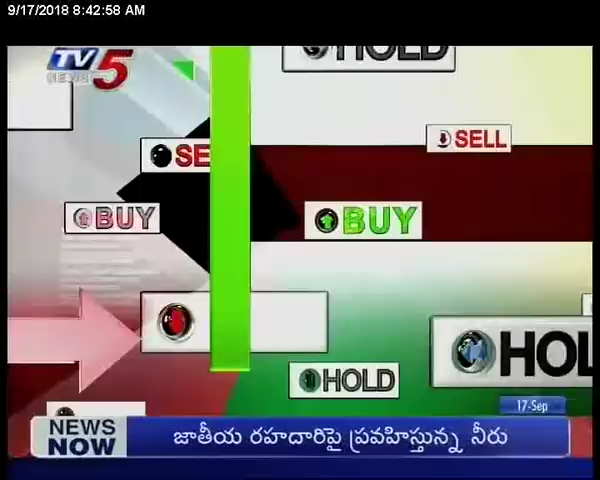 9/17/2018 8:42:58 AM
TV5
NEWS
HOLD
SELL
SE
BUY
BUY
HOL
HOLD
17-Sep
NEWS
NOW
జాతీయ రహదారిపై ప్రవహిస్తున్న నీరు